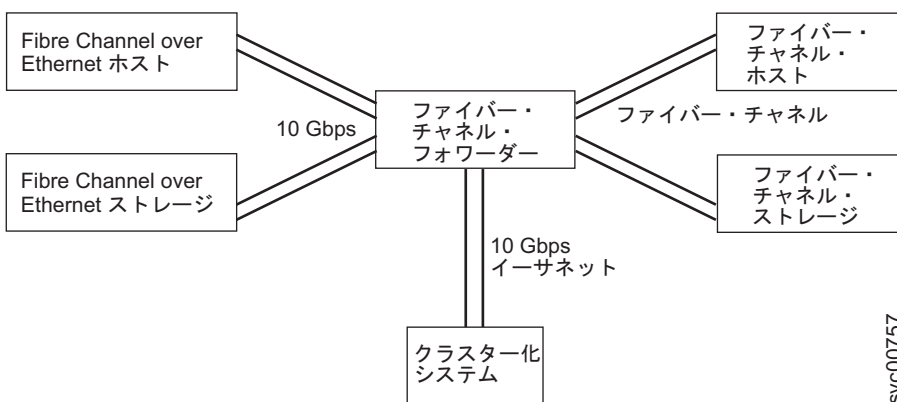 Fibre Channel over
Ethernet ホスト
ファイバー・
チャネル・
ホスト
10 Gbps
ファイバー・
チャネル・
フォワーダー
ファイバー・チャネル
Fibre Channel over
Ethernet ストレージ
ファイバー・
チャネル・
ストレージ
10 Gbps
イーサネット
クラスター化
システム
svc00757